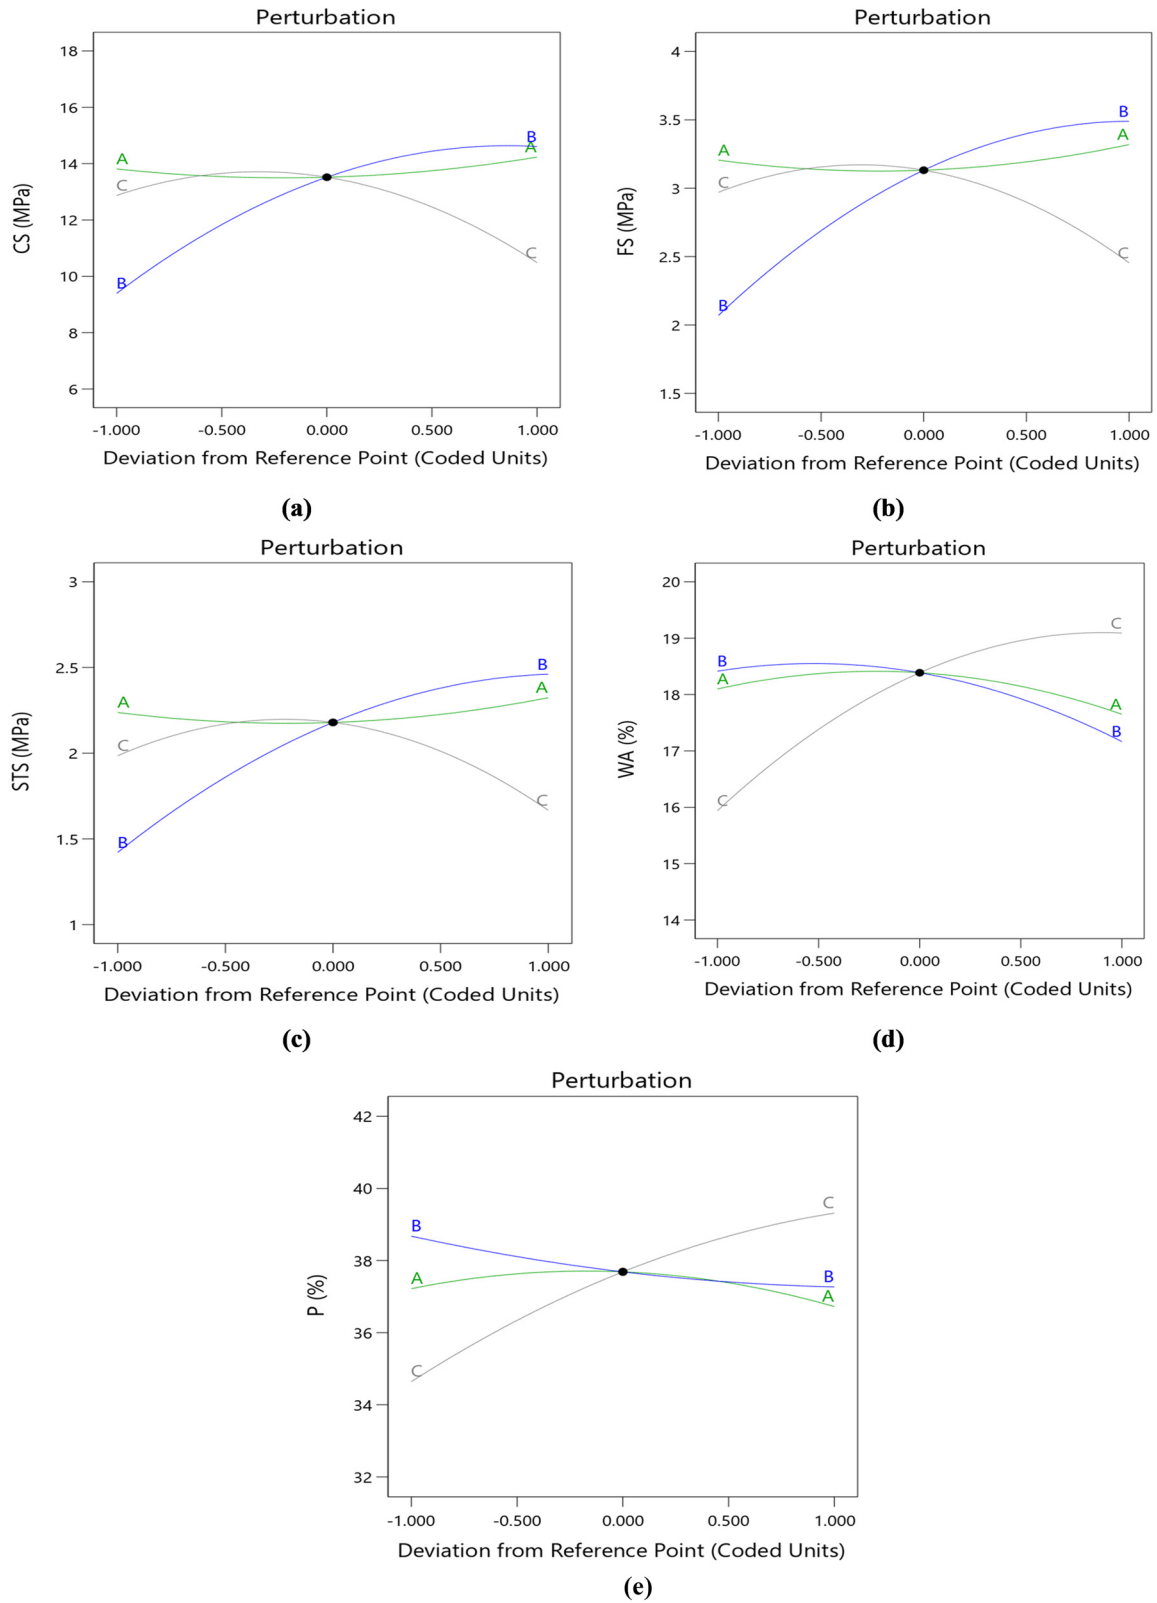 Perturbation
18
16
14
12
10
8
6
CS (MPa)
A
C
B
B
A
C
-1.000 -0.500 0.000 0.500 1.000
Deviation from Reference Point (Coded Units)
(a)
Perturbation
4
3.5
3
2.5
2
1.5
FS (MPa)
A
C
B
B
A
C
-1.000 -0.500 0.000 0.500 1.000
Deviation from Reference Point (Coded Units)
(b)
Perturbation
3
2.5
2
1.5
1
STS (MPa)
A
C
B
B
A
C
-1.000 -0.500 0.000 0.500 1.000
Deviation from Reference Point (Coded Units)
(c)
Perturbation
20
19
18
17
16
15
14
WA (%)
B
A
C
C
A
B
-1.000 -0.500 0.000 0.500 1.000
Deviation from Reference Point (Coded Units)
(d)
Perturbation
42
40
38
36
34
32
P (%)
B
A
C
C
B
A
-1.000 -0.500 0.000 0.500 1.000
Deviation from Reference Point (Coded Units)
(e)